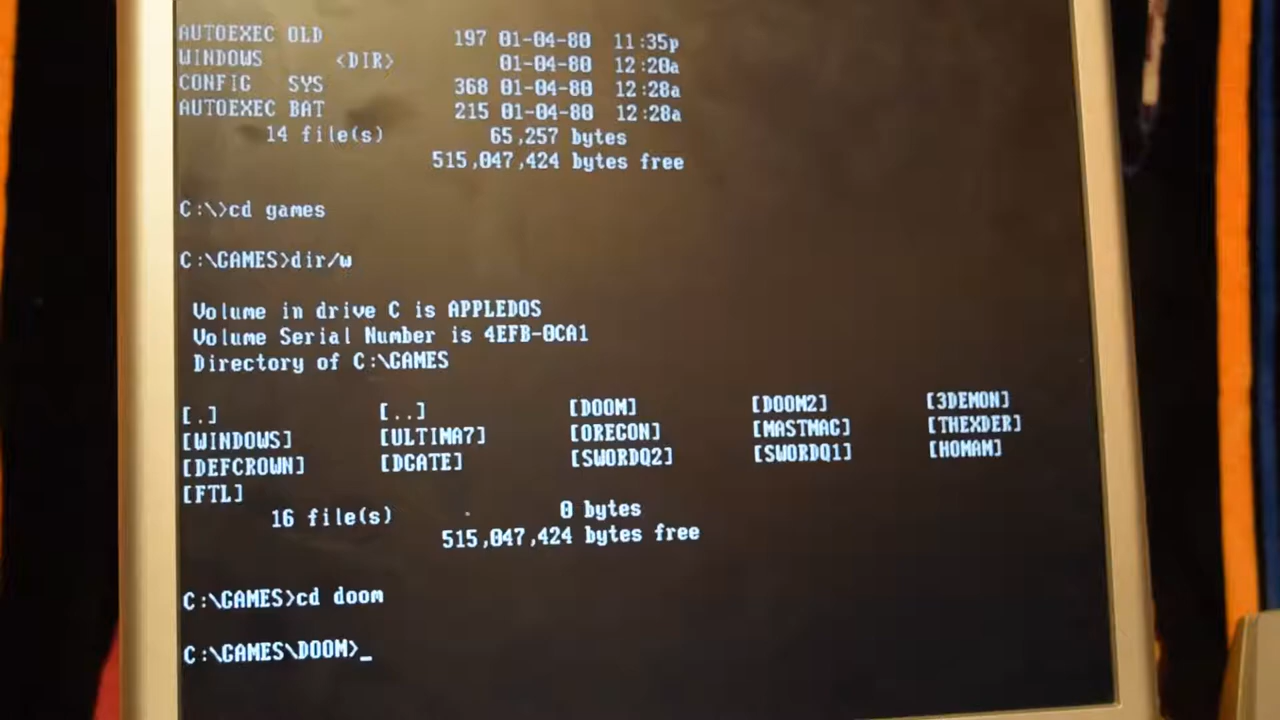 AUTOEXEC OLD 197 01-04-80 11:35p
WINDOWS <DIR> 01-04-80 12:20a
CONFIG SYS 368 01-04-80 12:28a
AUTOEXEC BAT 215 01-04-80 12:28a
14 file(s) 65,257 bytes
515,047,424 bytes free
C:\>cd games
C:\GAMES>dir/w
Volume in drive C is APPLEDOS
Volume Serial Number is 4EFB-0CA1
Directory of C:\GAMES
[.] [..] [DOOM] [DOOM2] [3DEMON]
[WINDOWS] [ULTIMA7] [ORECON] [MASTMAG] [THEXDER]
[DEFCROWN] [DGATE] [SWORDQ2] [SWORDQ1] [HOMAM]
[FTL]
16 file(s) 0 bytes
515,047,424 bytes free
C:\GAMES>cd doom
C:\GAMES\DOOM>_